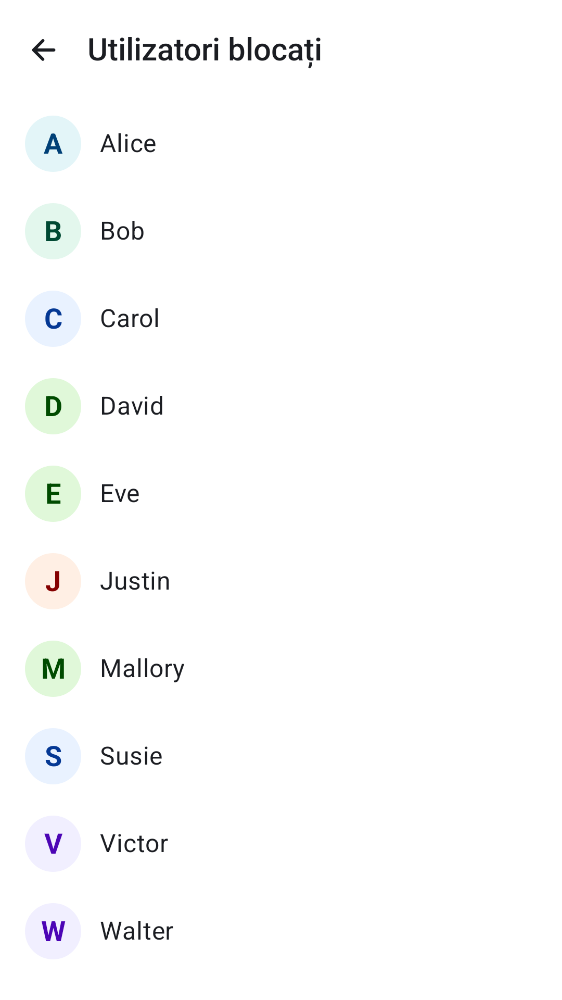 Utilizatori blocați
A Alice
B Bob
C Carol
D David
E Eve
J Justin
M Mallory
S Susie
V Victor
W Walter